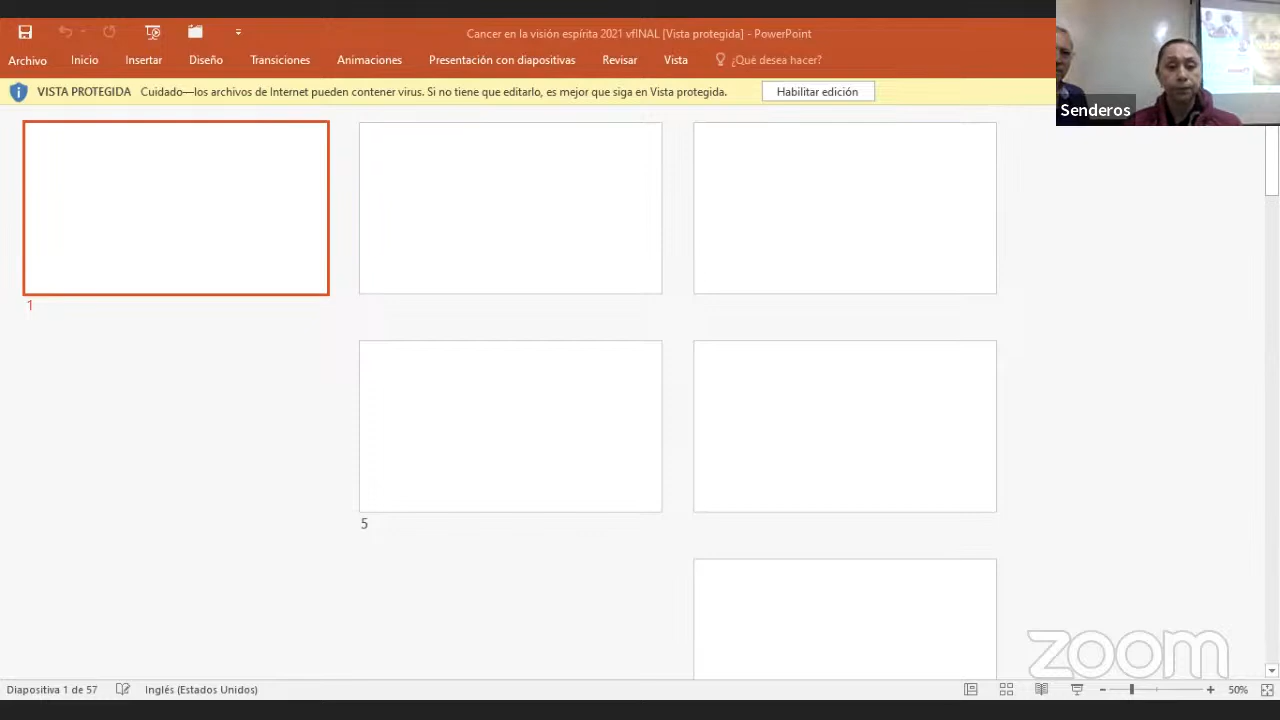 Cancer en la visión espírita 2021 vfINAL [Vista protegida] - PowerPoint
Archivo Inicio Insertar Diseño Transiciones Animaciones Presentación con diapositivas Revisar Vista ¿Qué desea hacer?
VISTA PROTEGIDA Cuidado—los archivos de Internet pueden contener virus. Si no tiene que editarlo, es mejor que siga en Vista protegida. Habilitar edición
Senderos
1
5
zoom
Diapositiva 1 de 57 Inglés (Estados Unidos) 50%